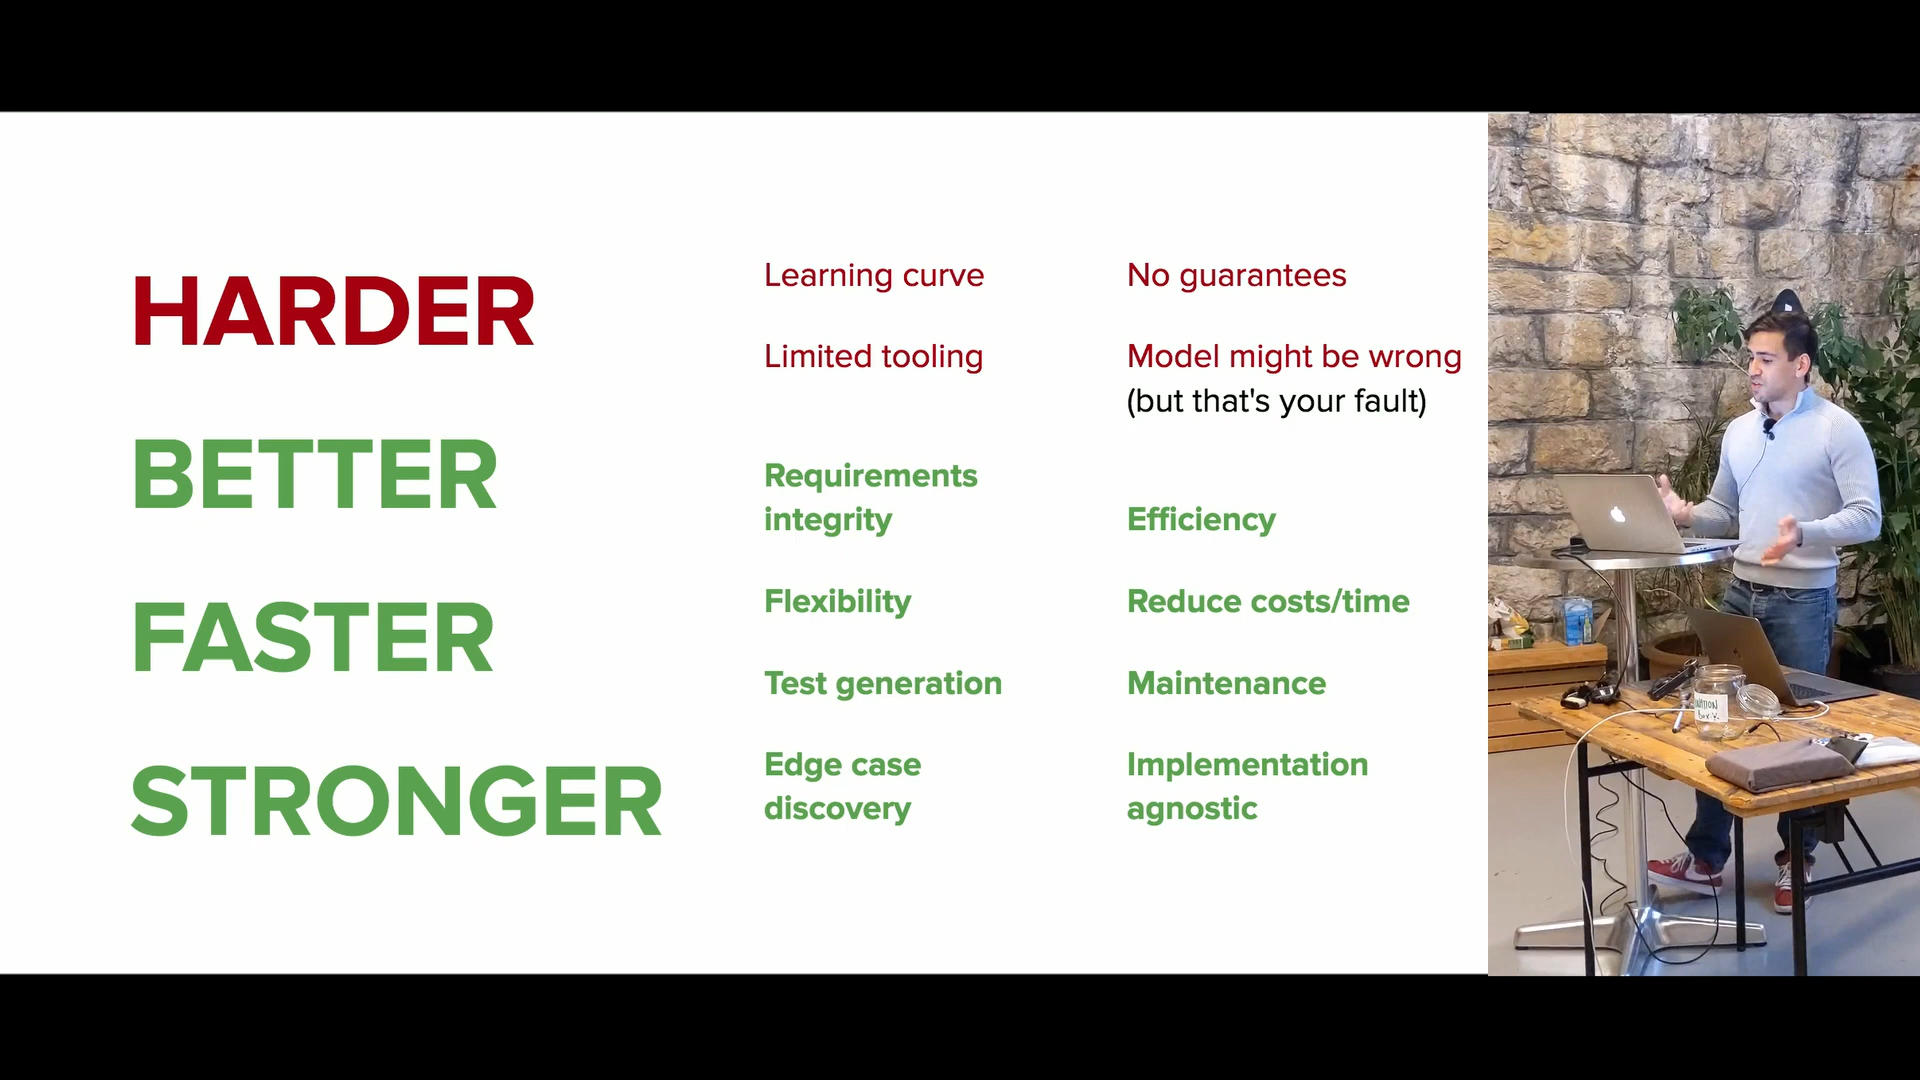 HARDER
BETTER
FASTER
STRONGER
Learning curve
No guarantees
Limited tooling
Model might be wrong
(but that's your fault)
Requirements
integrity
Efficiency
Flexibility
Reduce costs/time
Test generation
Maintenance
Edge case
discovery
Implementation
agnostic